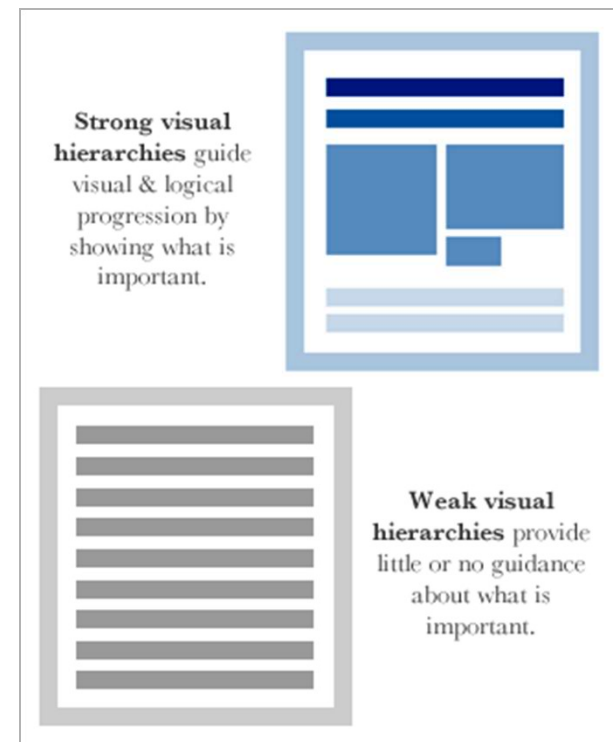 Strong visual
hierarchies guide
visual & logical
progression by
showing what is
important.
Weak visual
hierarchies provide
little or no guidance
about what is
important.